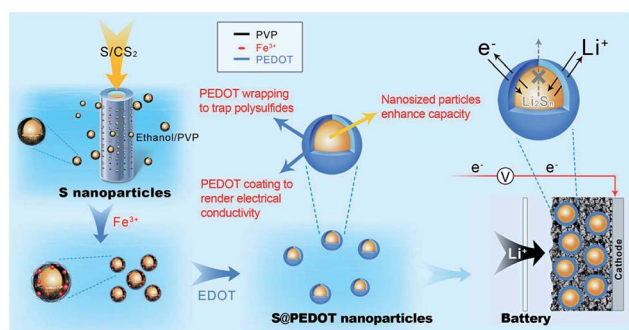 S/CS2
PVP
Fe3+
PEDOT
Ethanol/PVP
S nanoparticles
Fe3+
EDOT
PEDOT wrapping
to trap polysulfides
Nanosized particles
enhance capacity
PEDOT coating to
render electrical
conductivity
S@PEDOT nanoparticles
e-
Li+
Li2Sn
e-
V
e-
Li+
Cathode
Battery